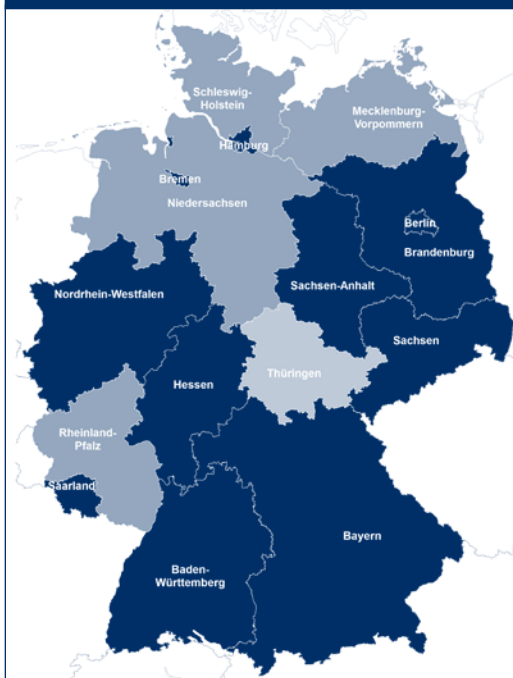 Schleswig-
Holstein
Mecklenburg-
Vorpommern
Hamburg
Bremen
Niedersachsen
Berlin
Brandenburg
Sachsen-Anhalt
Nordrhein-Westfalen
Sachsen
Thüringen
Hessen
Rheinland-
Pfalz
Saarland
Bayern
Baden-
Württemberg